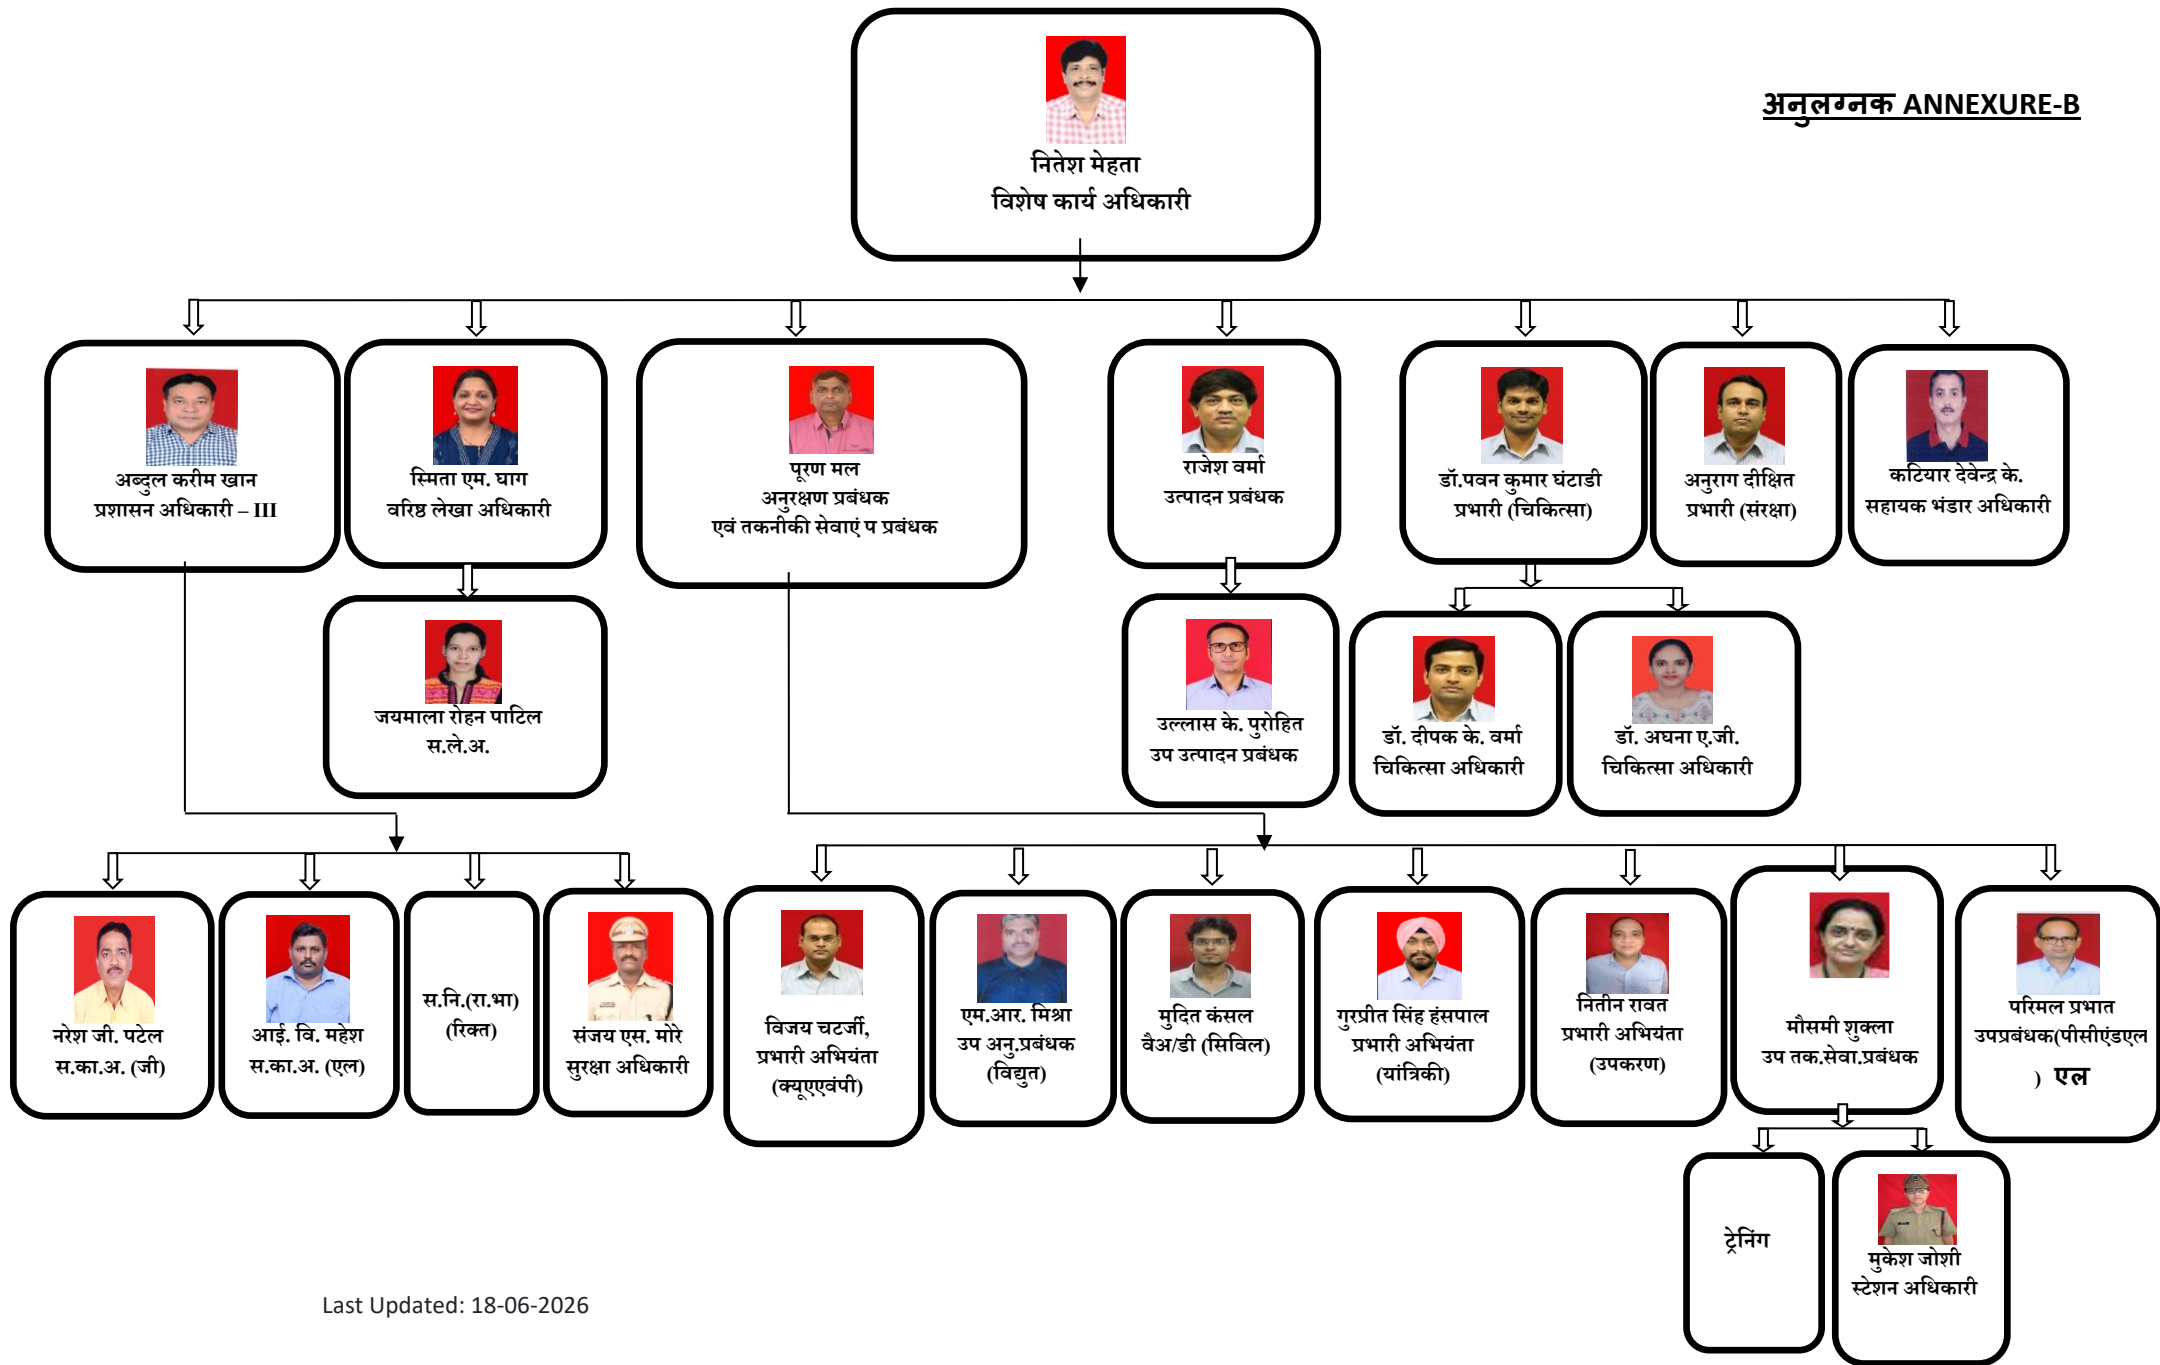 अनुलग्नक ANNEXURE-B
नितेश मेहता
विशेष कार्य अधिकारी
अब्दुल करीम खान
प्रशासन अधिकारी – III
स्मिता एम. घाग
वरिष्ठ लेखा अधिकारी
पूरण मल
अनुरक्षण प्रबंधक
एवं तकनीकी सेवाएं प प्रबंधक
राजेश वर्मा
उत्पादन प्रबंधक
डॉ.पवन कुमार घंटाडी
प्रभारी (चिकित्सा)
अनुराग दीक्षित
प्रभारी (संरक्षा)
कटियार देवेन्द्र के.
सहायक भंडार अधिकारी
जयमाला रोहन पाटिल
स.ले.अ.
उल्लास के. पुरोहित
उप उत्पादन प्रबंधक
डॉ. दीपक के. वर्मा
चिकित्सा अधिकारी
डॉ. अघना ए.जी.
चिकित्सा अधिकारी
नरेश जी. पटेल
स.का.अ. (जी)
आई. वि. महेश
स.का.अ. (एल)
स.नि.(रा.भा)
(रिक्त)
संजय एस. मोरे
सुरक्षा अधिकारी
विजय चटर्जी,
प्रभारी अभियंता
(क्यूएएवंपी)
एम.आर. मिश्रा
उप अनु.प्रबंधक
(विद्युत)
मुदित कंसल
वैअ/डी (सिविल)
गुरप्रीत सिंह हंसपाल
प्रभारी अभियंता
(यांत्रिकी)
नितीन रावत
प्रभारी अभियंता
(उपकरण)
मौसमी शुक्ला
उप तक.सेवा.प्रबंधक
परिमल प्रभात
उपप्रबंधक(पीसीएंडएल
) एल
ट्रेनिंग
मुकेश जोशी
स्टेशन अधिकारी
Last Updated: 18-06-2026